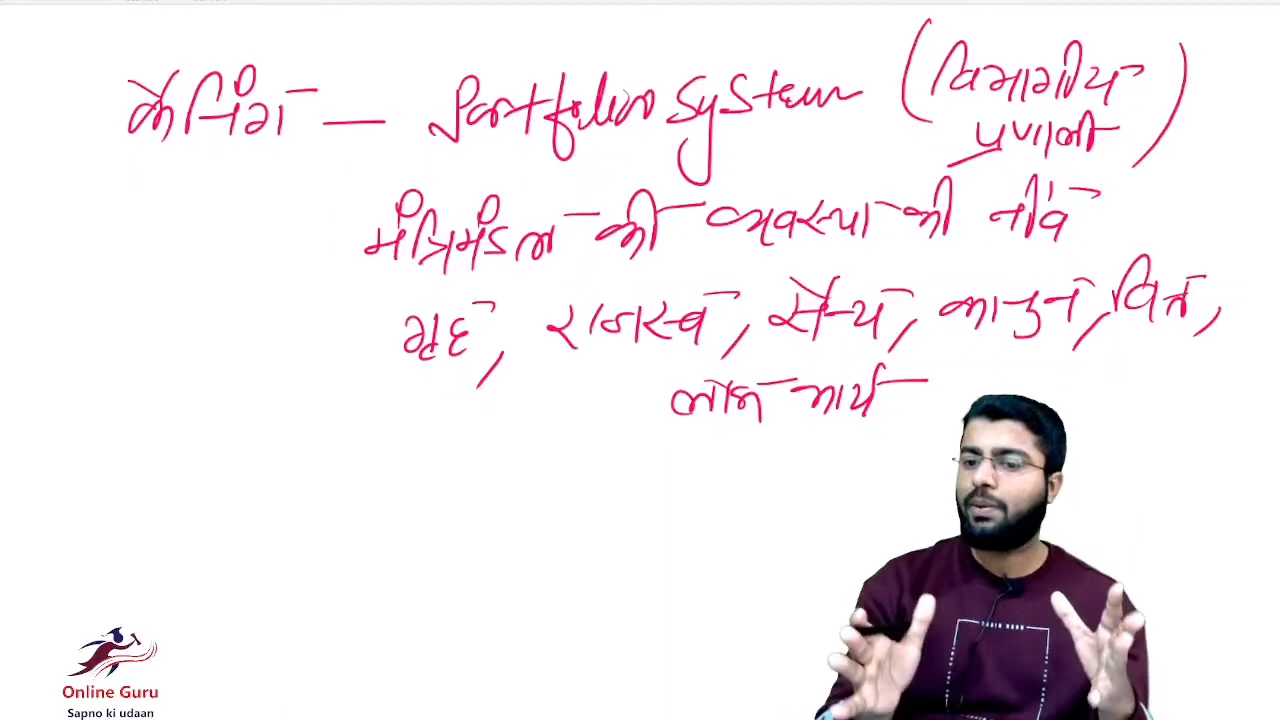 कैनिंग — Portfolio System (विभागीय
प्रणाली)
मंत्रिमंडल की व्यवस्था की नींव
गृह, राजस्व, सैन्य, कानून, वित्त,
लोक कार्य
Online Guru
Sapno ki udaan